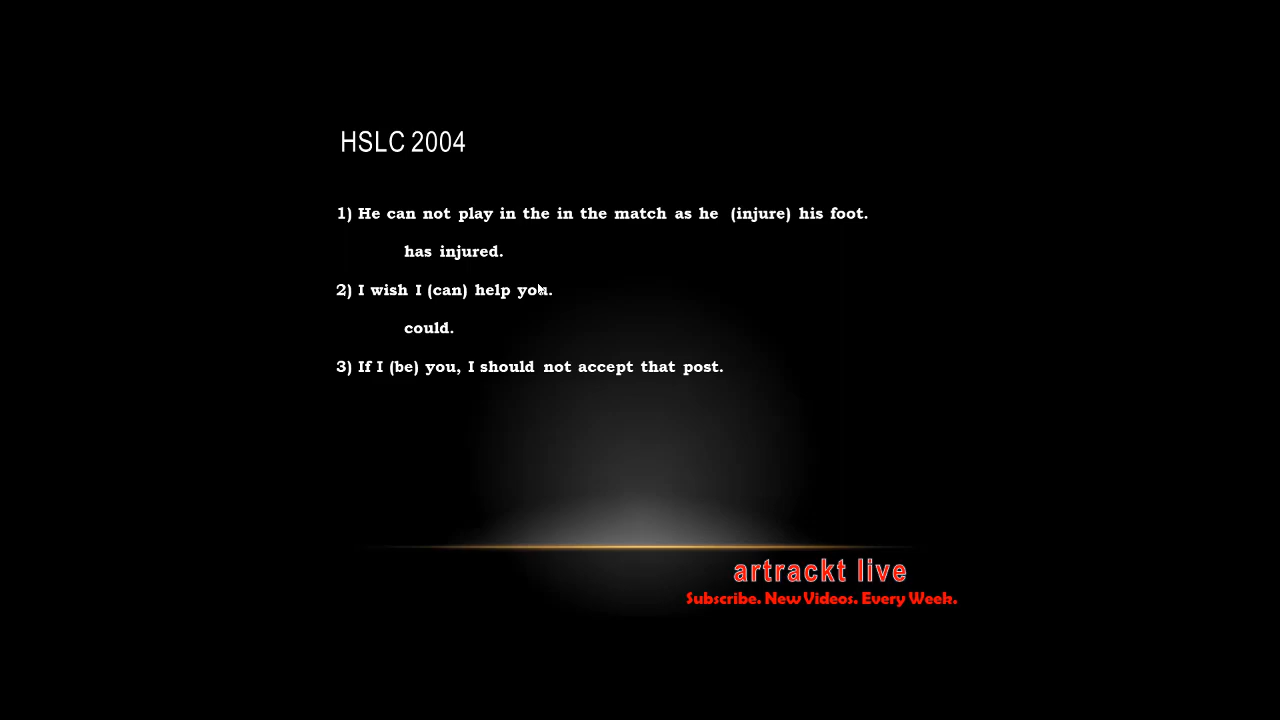 HSLC 2004
1) He can not play in the in the match as he (injure) his foot.
has injured.
2) I wish I (can) help you.
could.
3) If I (be) you, I should not accept that post.
artrackt live
Subscribe. New Videos. Every Week.